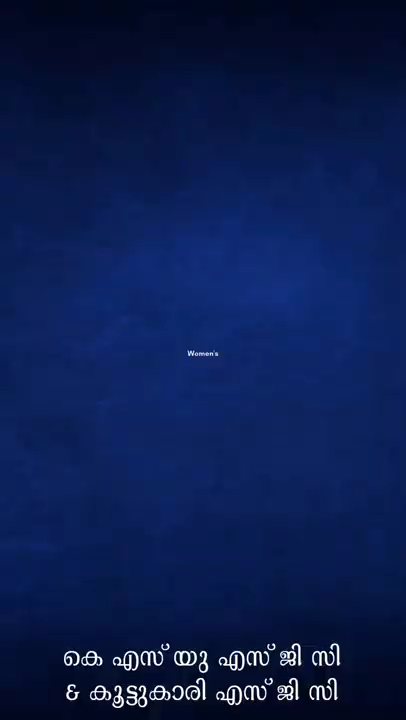 Women's
കെ എസ് യു എസ് ജി സി
& കൂട്ടുകാരി എസ് ജി സി